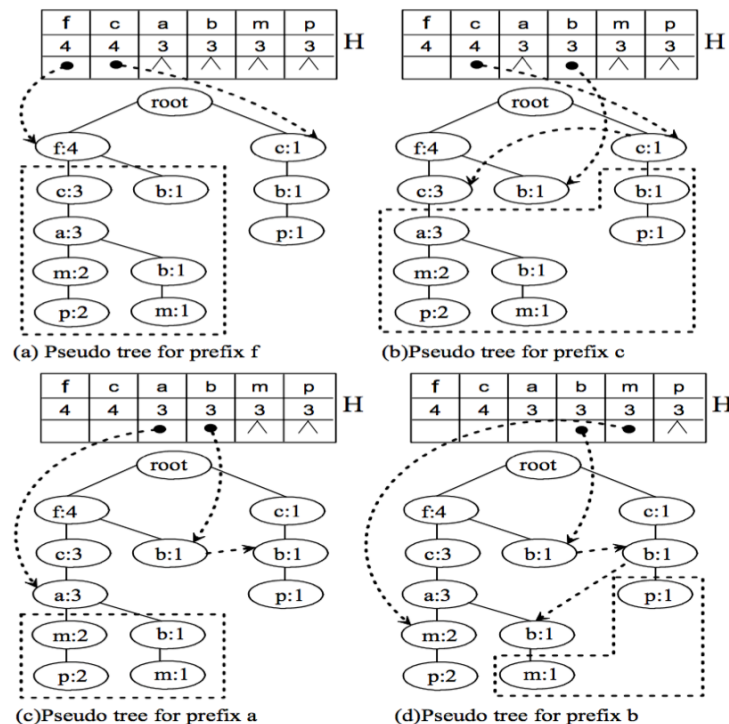 f c a b m p
4 4 3 3 3 3 H
root
f:4 c:1
c:3 b:1 b:1
a:3 p:1
m:2 b:1
p:2 m:1
(a) Pseudo tree for prefix f
f c a b m p
4 4 3 3 3 3 H
root
f:4 c:1
c:3 b:1 b:1
a:3 p:1
m:2 b:1
p:2 m:1
(b)Pseudo tree for prefix c
f c a b m p
4 4 3 3 3 3 H
root
f:4 c:1
c:3 b:1 b:1
a:3 p:1
m:2 b:1
p:2 m:1
(c)Pseudo tree for prefix a
f c a b m p
4 4 3 3 3 3 H
root
f:4 c:1
c:3 b:1 b:1
a:3 p:1
m:2 b:1
p:2 m:1
(d)Pseudo tree for prefix b